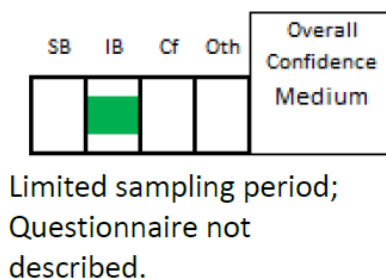 SB IB Cf Oth
Overall
Confidence
Medium
Limited sampling period;
Questionnaire not
described.